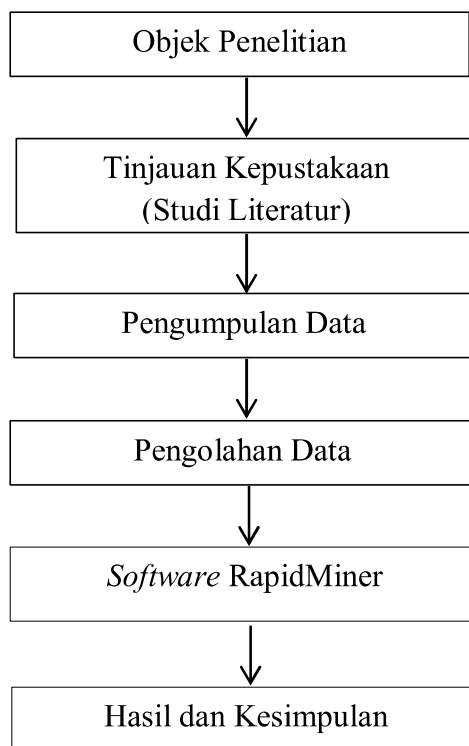 Objek Penelitian
Tinjauan Kepustakaan
(Studi Literatur)
Pengumpulan Data
Pengolahan Data
Software RapidMiner
Hasil dan Kesimpulan